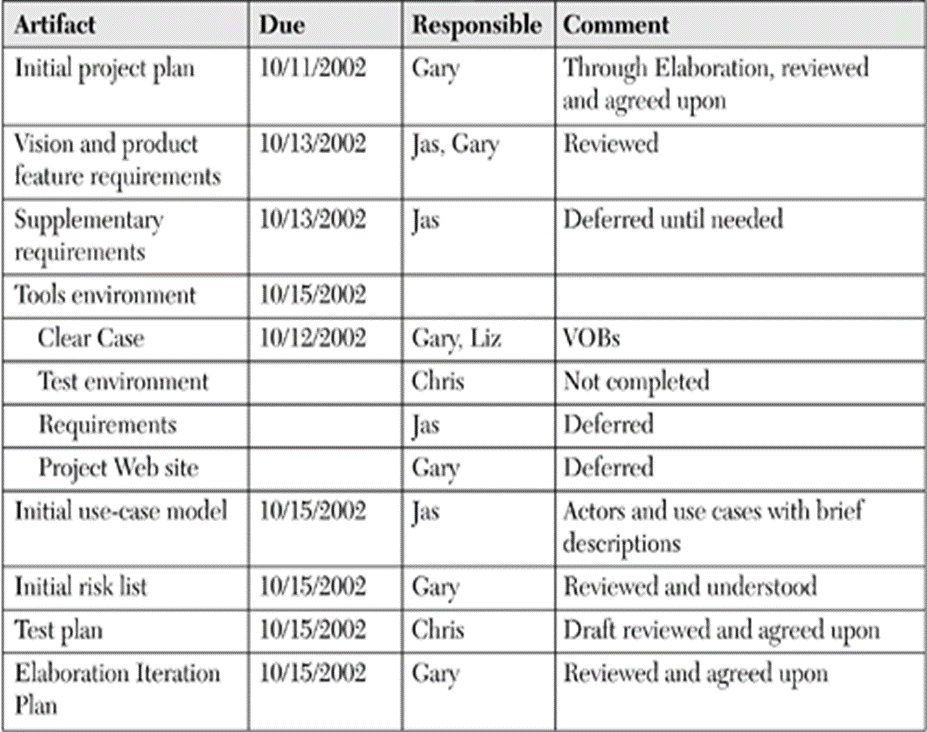 Artifact Due Responsible Comment
Initial project plan 10/11/2002 Gary Through Elaboration, reviewed
and agreed upon
Vision and product 10/13/2002 Jas, Gary Reviewed
feature requirements
Supplementary 10/13/2002 Jas Deferred until needed
requirements
Tools environment 10/15/2002
Clear Case 10/12/2002 Gary, Liz VOBs
Test environment Chris Not completed
Requirements Jas Deferred
Project Web site Gary Deferred
Initial use-case model 10/15/2002 Jas Actors and use cases with brief
descriptions
Initial risk list 10/15/2002 Gary Reviewed and understood
Test plan 10/15/2002 Chris Draft reviewed and agreed upon
Elaboration Iteration 10/15/2002 Gary Reviewed and agreed upon
Plan